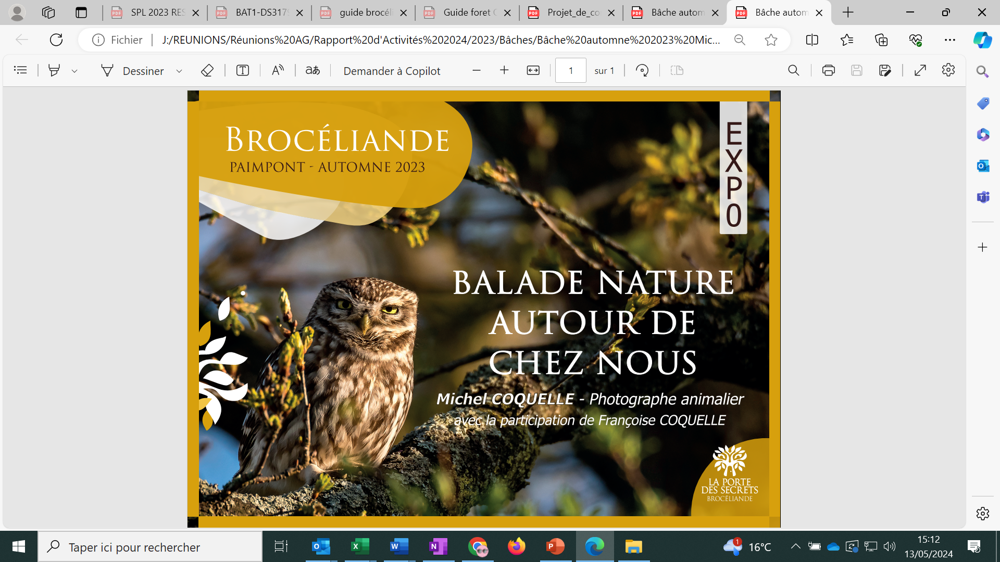 SPL 2023 RES
BAT1-DS3179
guide brocéli
Guide foret
Projet_de_co
Bâche autom
Bâche autom
Fichier
J:/REUNIONS/Réunions%20AG/Rapport%20d'Activités%202024/2023/Bâches/Bâche%20automne%202023%20Mic...
Dessiner
Demander à Copilot
1
sur 1
BROCÉLIANDE
PAIMPONT - AUTOMNE 2023
EXPO
BALADE NATURE
AUTOUR DE
CHEZ NOUS
Michel COQUELLE - Photographe animalier
avec la participation de Françoise COQUELLE
LA PORTE
DES SECRETS
BROCÉLIANDE
Taper ici pour rechercher
1
16°C
15:12
13/05/2024